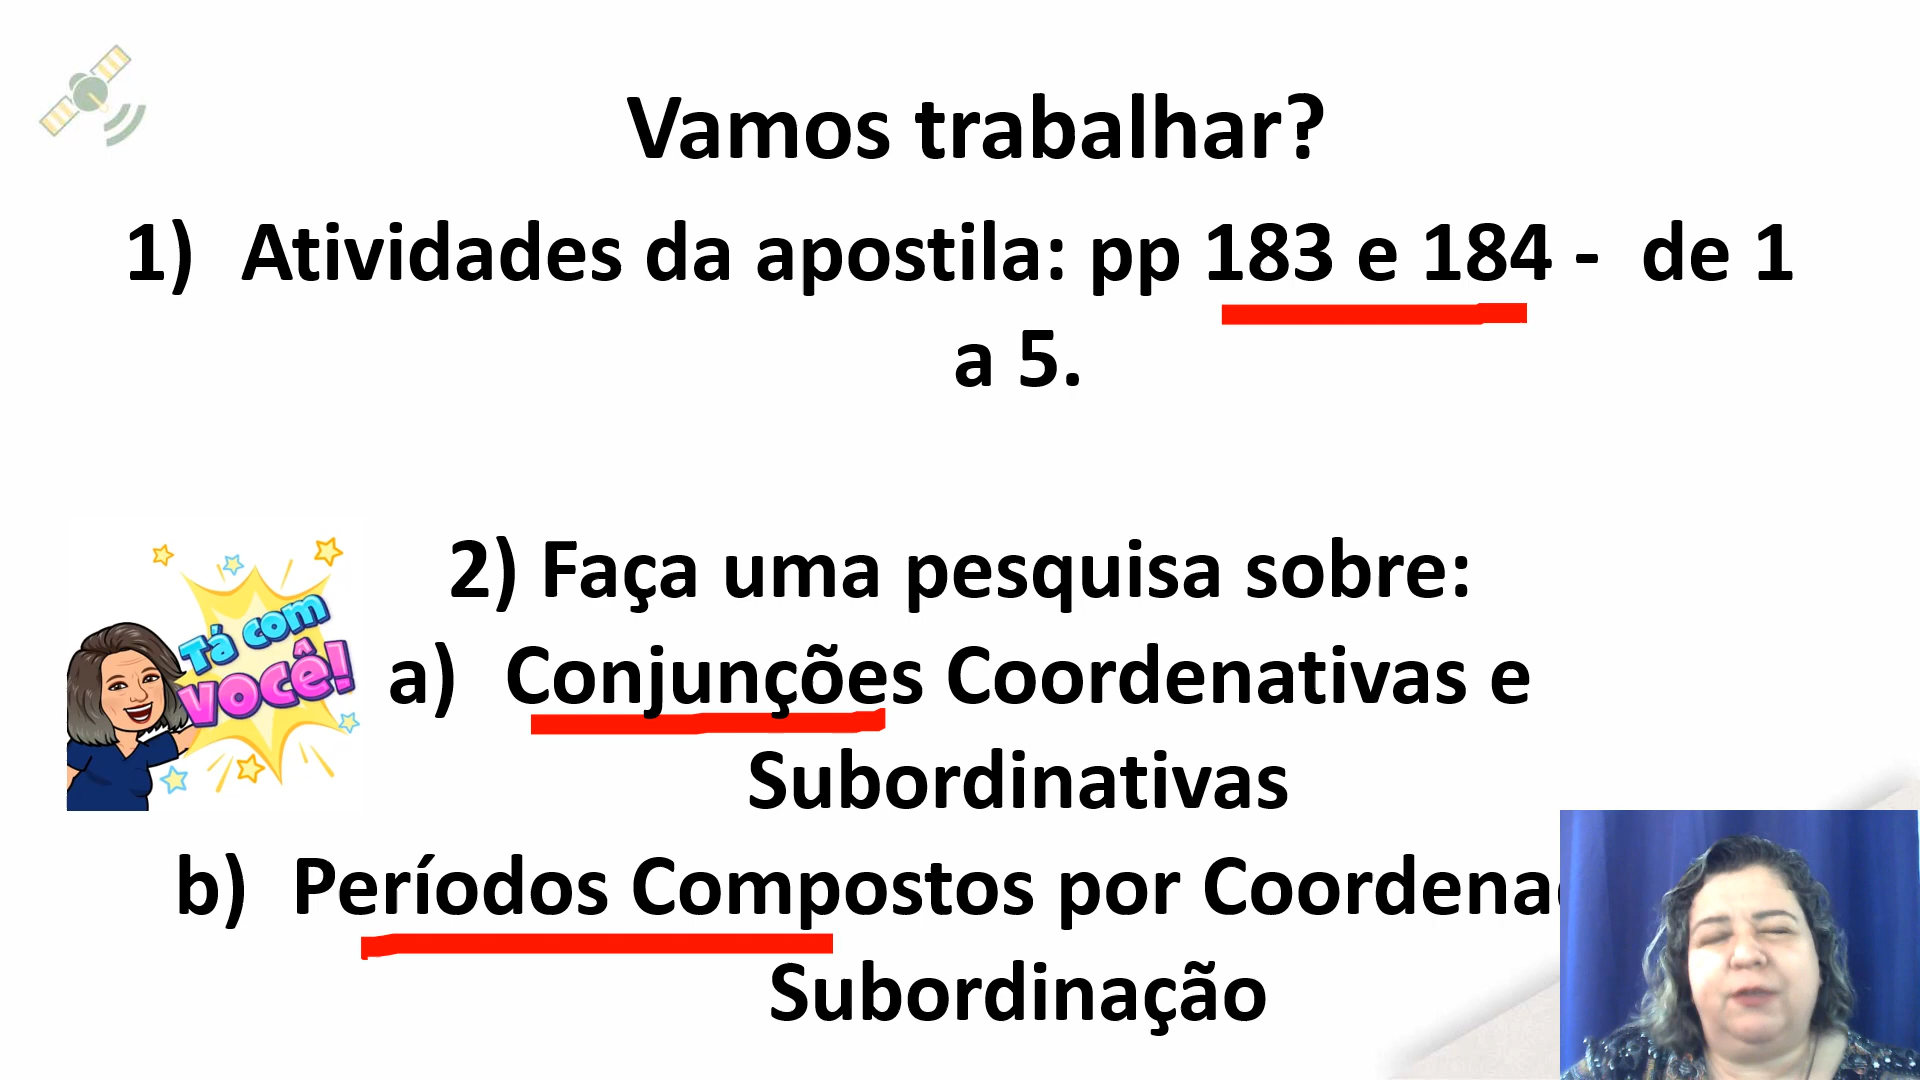 Vamos trabalhar?
1) Atividades da apostila: pp 183 e 184 - de 1
a 5.
2) Faça uma pesquisa sobre:
Tá com
VOCÊ!
a) Conjunções Coordenativas e
Subordinativas
b) Períodos Compostos por
Subordinação